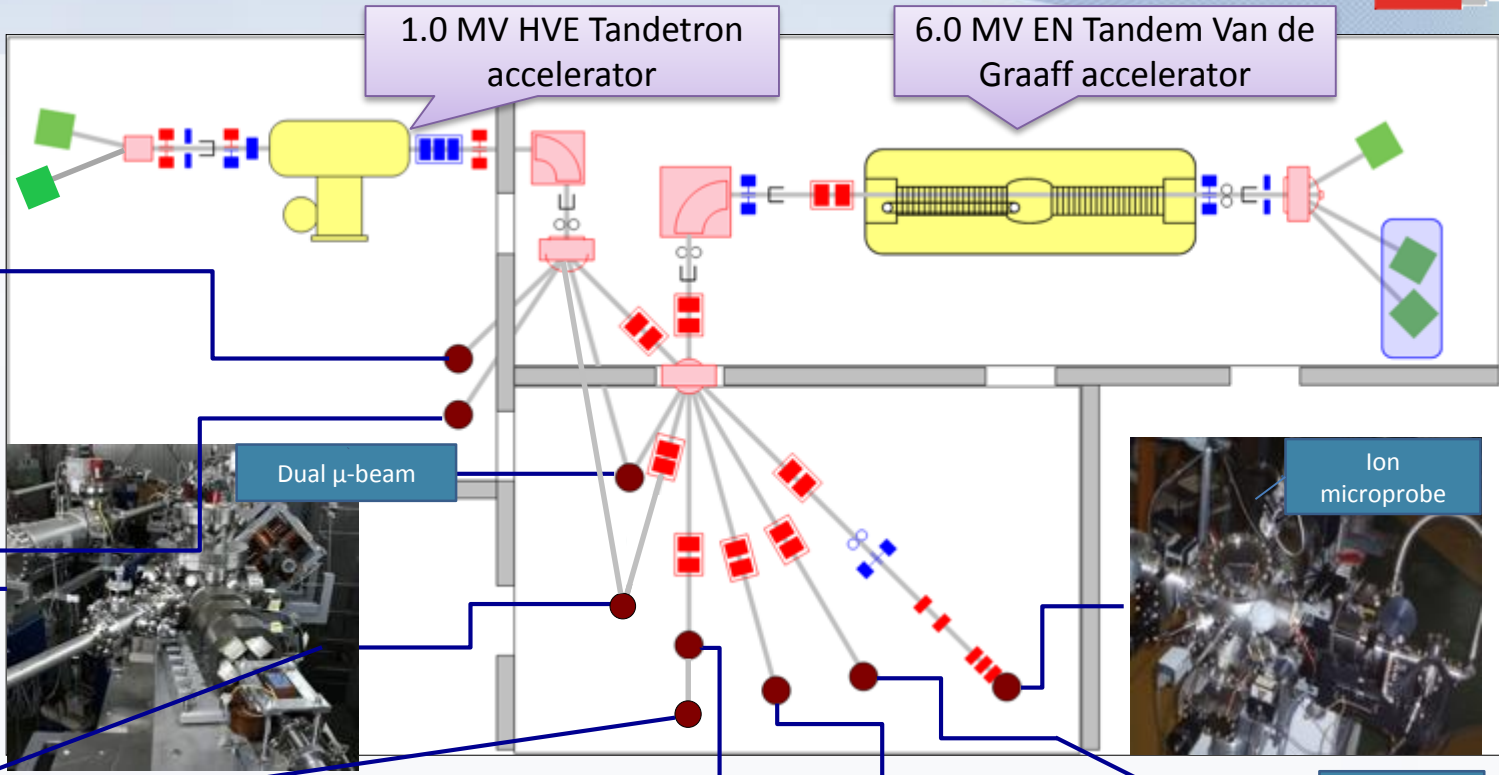 1.0 MV HVE Tandetron
accelerator
6.0 MV EN Tandem Van de
Graaff accelerator
Dual μ-beam
Ion
microprobe